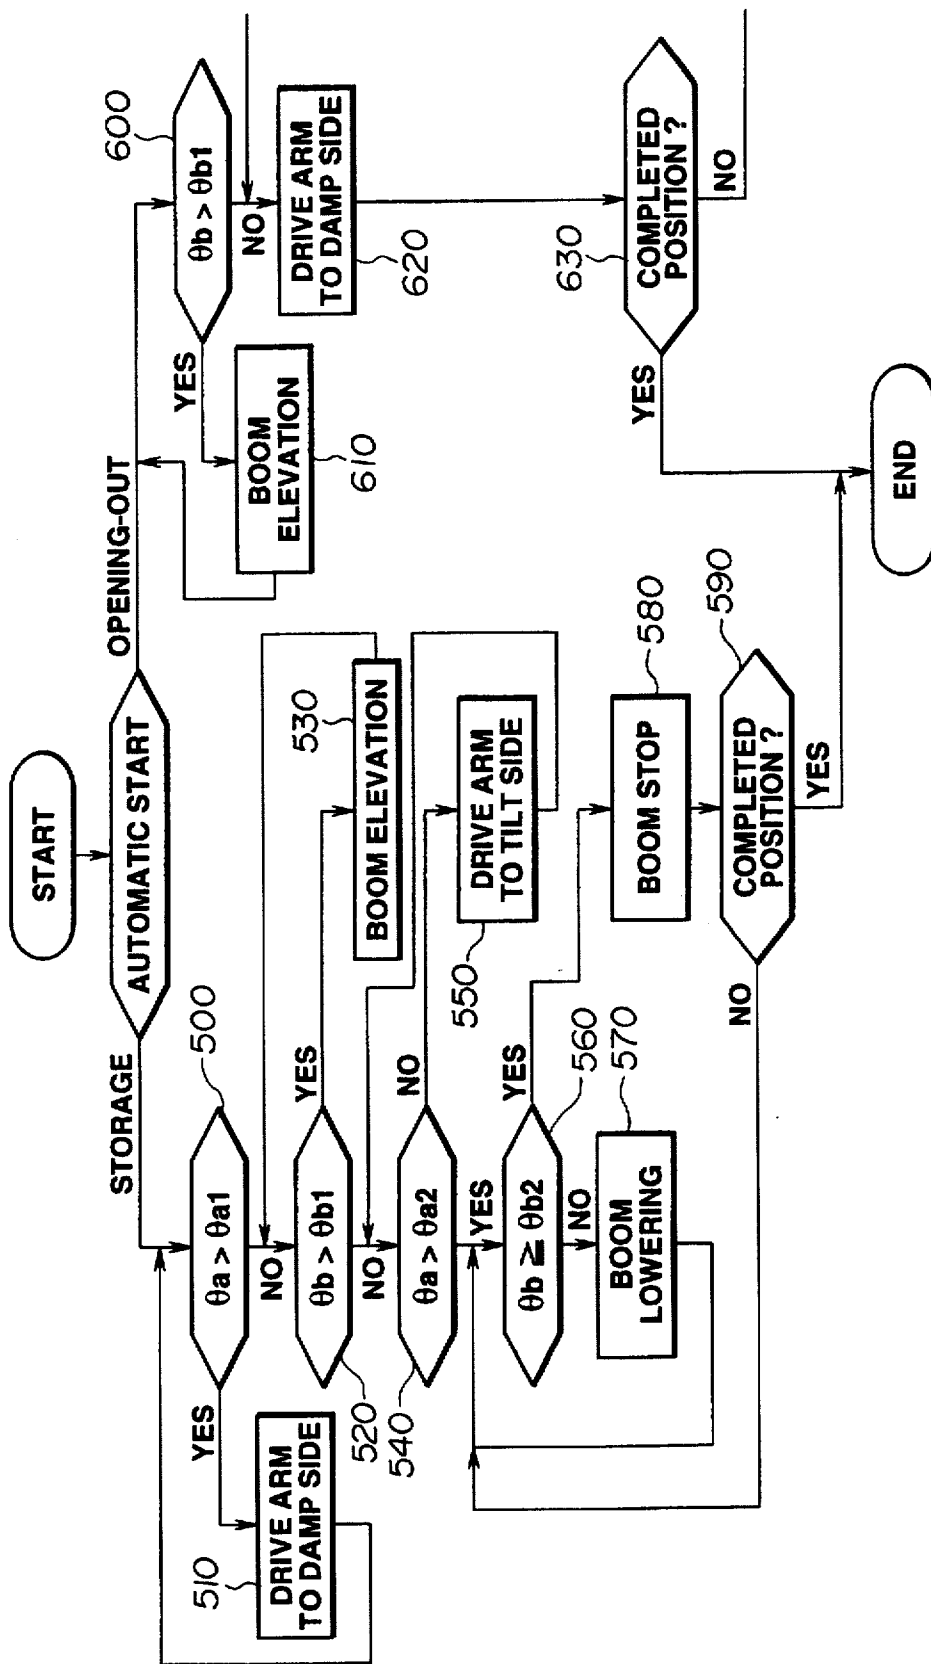 START
AUTOMATIC START
STORAGE
OPENING-OUT
500
θa > θa1
YES
NO
510
DRIVE ARM
TO DAMP SIDE
520
θb > θb1
YES
NO
530
BOOM ELEVATION
540
θa > θa2
NO
YES
550
DRIVE ARM
TO TILT SIDE
560
θb ≧ θb2
YES
NO
570
BOOM
LOWERING
580
BOOM STOP
590
COMPLETED
POSITION ?
NO
YES
600
θb > θb1
YES
NO
610
BOOM
ELEVATION
620
DRIVE ARM
TO DAMP SIDE
630
COMPLETED
POSITION ?
YES
NO
END